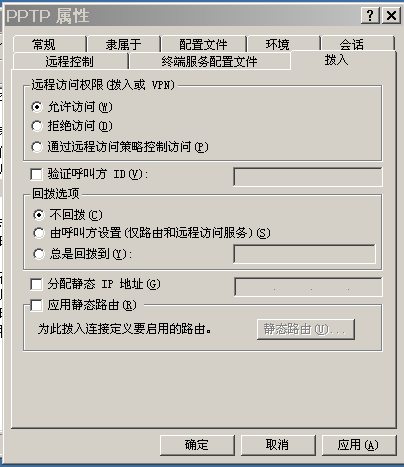 PPTP 属性
常规
隶属于
配置文件
环境
会话
远程控制
终端服务配置文件
拨入
远程访问权限(拨入或 VPN)
允许访问(W)
拒绝访问(D)
通过远程访问策略控制访问(P)
验证呼叫方 ID(V):
回拨选项
不回拨(C)
由呼叫方设置(仅路由和远程访问服务)(S)
总是回拨到(Y):
分配静态 IP 地址(G)
应用静态路由(R)
为此拨入连接定义要启用的路由。
静态路由(U)...
确定
取消
应用(A)